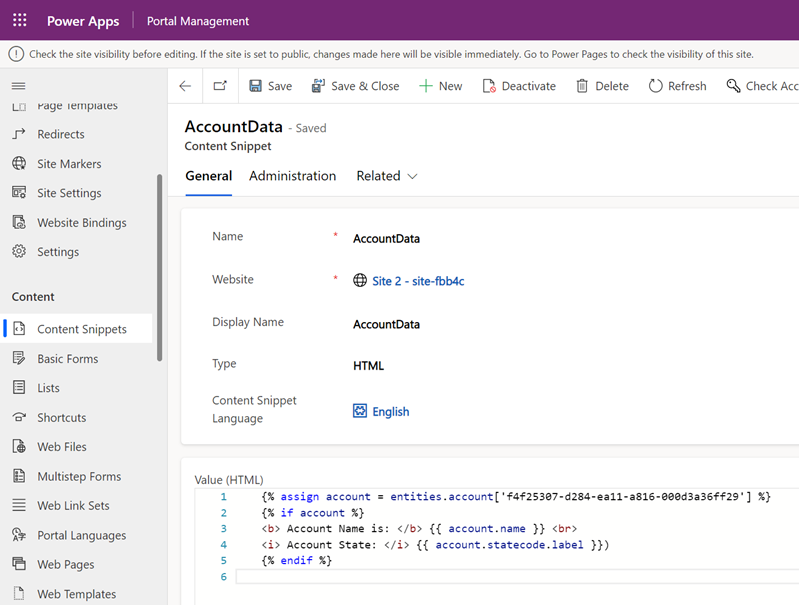 Power Apps Portal Management
Check the site visibility before editing. If the site is set to public, changes made here will be visible immediately. Go to Power Pages to check the visibility of this site.
Page Templates
Redirects
Site Markers
Site Settings
Website Bindings
Settings
Content
Content Snippets
Basic Forms
Lists
Shortcuts
Web Files
Multistep Forms
Web Link Sets
Portal Languages
Web Pages
Web Templates
Save Save & Close New Deactivate Delete Refresh Check Acc
AccountData - Saved
Content Snippet
General Administration Related
Name * AccountData
Website * Site 2 - site-fbb4c
Display Name AccountData
Type HTML
Content Snippet
Language English
Value (HTML)
1 {% assign account = entities.account['f4f25307-d284-ea11-a816-000d3a36ff29'] %}
2 {% if account %}
3 <b> Account Name is: </b> {{ account.name }} <br>
4 <i> Account State: </i> {{ account.statecode.label }})
5 {% endif %}
6